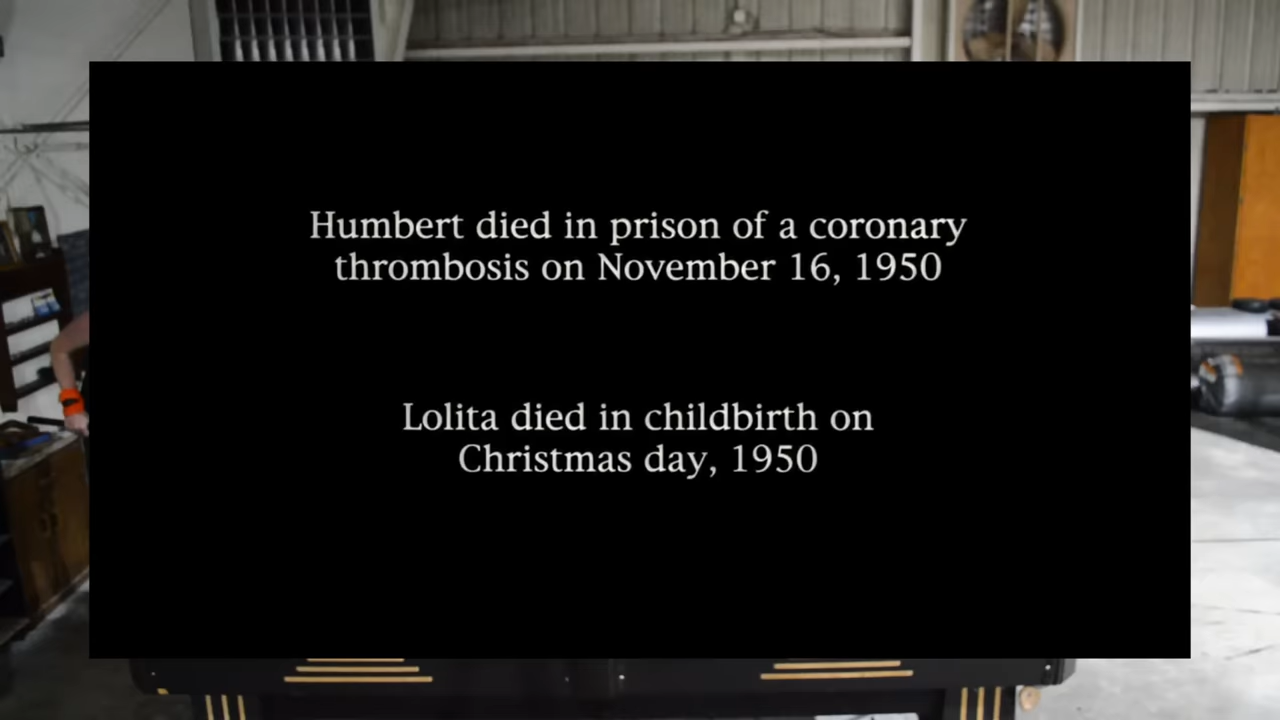 Humbert died in prison of a coronary
thrombosis on November 16, 1950
Lolita died in childbirth on
Christmas day, 1950